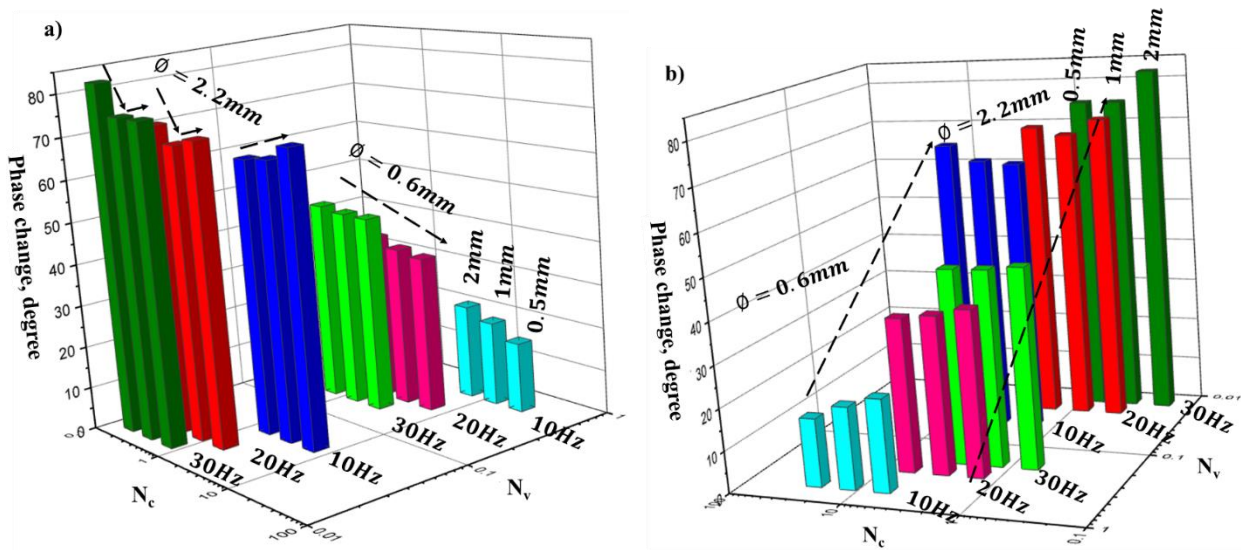 a)
80
70
60
50
40
30
20
10
0
Phase change, degree
∅ = 2.2mm
∅ = 0.6mm
2mm
1mm
0.5mm
30Hz
20Hz
10Hz
30Hz
20Hz
10Hz
1
10
100
N_c
0.01
0.1
1
N_v
b)
80
70
60
50
40
30
20
10
Phase change, degree
∅ = 0.6mm
∅ = 2.2mm
0.5mm
1mm
2mm
10Hz
20Hz
30Hz
10Hz
20Hz
30Hz
10
N_c
0.01
0.1
1
N_v